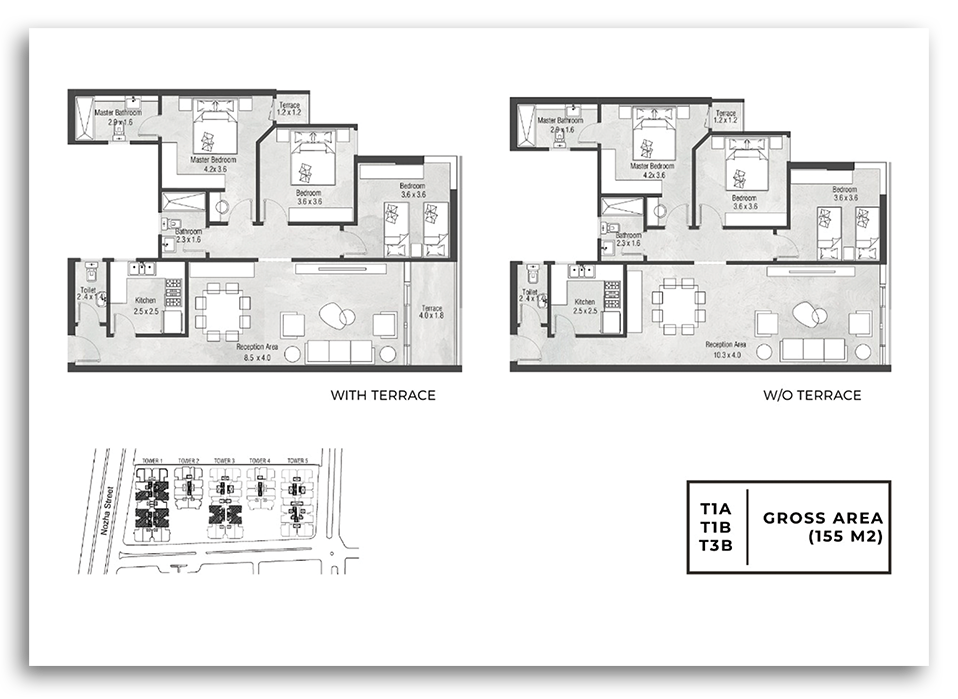 Master Bathroom
2.9 x 1.6
Terrace
1.2 x 1.2
Master Bedroom
4.2 x 3.6
Bedroom
3.6 x 3.6
Bedroom
3.6 x 3.6
Bathroom
2.3 x 1.6
Toilet
2.4 x 1.4
Kitchen
2.5 x 2.5
Terrace
4.0 x 1.8
Reception Area
8.5 x 4.0
WITH TERRACE
Master Bathroom
2.9 x 1.6
Terrace
1.2 x 1.2
Master Bedroom
4.2 x 3.6
Bedroom
3.6 x 3.6
Bedroom
3.6 x 3.6
Bathroom
2.3 x 1.6
Toilet
2.4 x 1.4
Kitchen
2.5 x 2.5
Reception Area
10.3 x 4.0
W/O TERRACE
TOWER 1 TOWER 2 TOWER 3 TOWER 4 TOWER 5
Nozha Street
T1A
T1B
T3B
GROSS AREA
(155 M2)